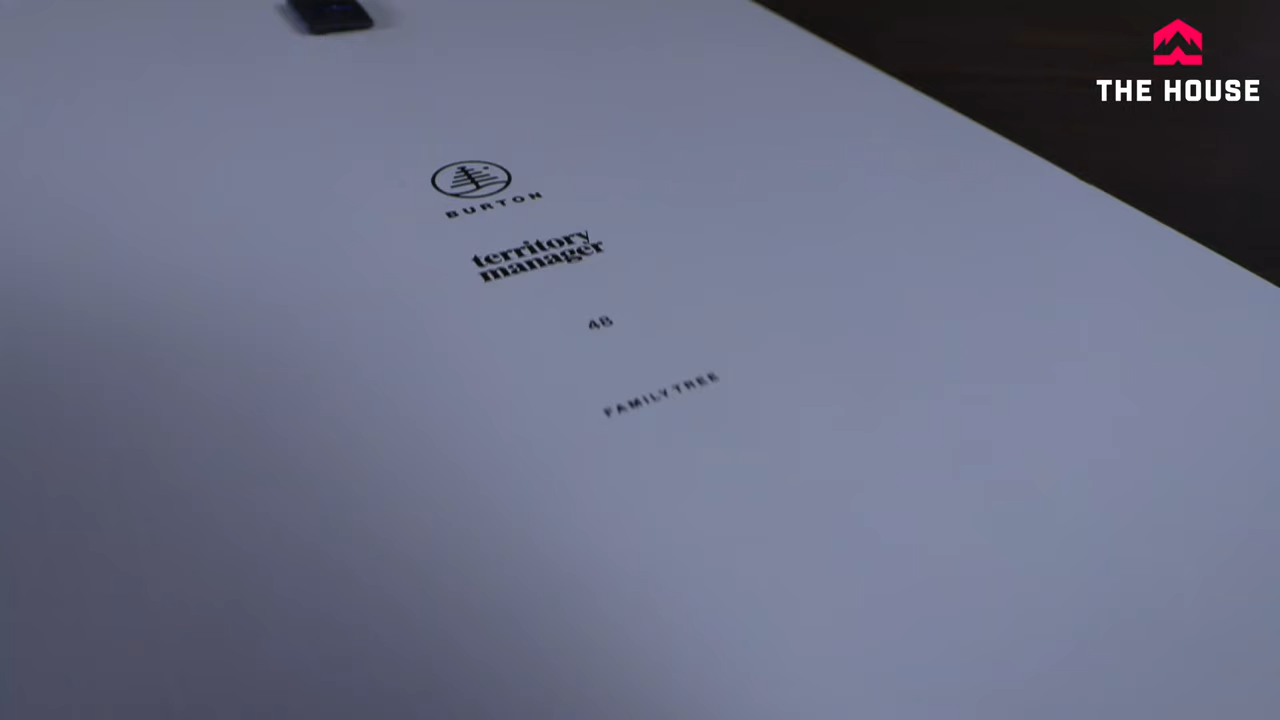 THE HOUSE
BURTON
territory
manager
48
FAMILY TREE